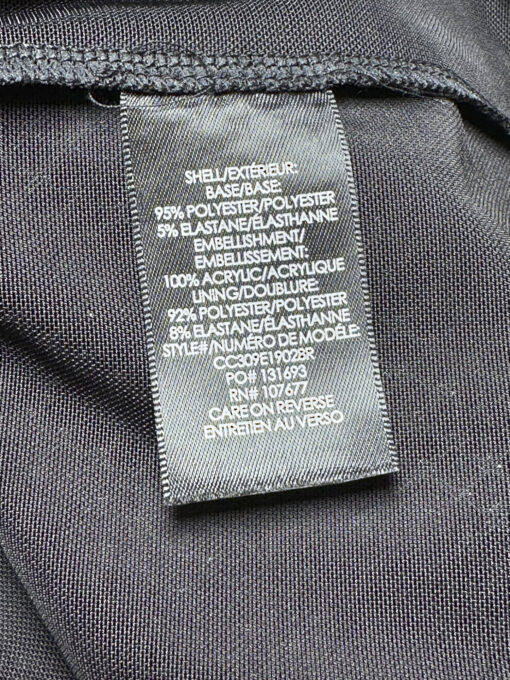 SHELL/EXTÉRIEUR:
BASE/BASE:
95% POLYESTER/POLYESTER
5% ELASTANE/ÉLASTHANNE
EMBELLISHMENT/
EMBELLISSEMENT:
100% ACRYLIC/ACRYLIQUE
LINING/DOUBLURE:
92% POLYESTER/POLYESTER
8% ELASTANE/ÉLASTHANNE
STYLE#/NUMÉRO DE MODÈLE:
CC309E19028R
PO# 131693
RN# 107677
CARE ON REVERSE
ENTRETIEN AU VERSO